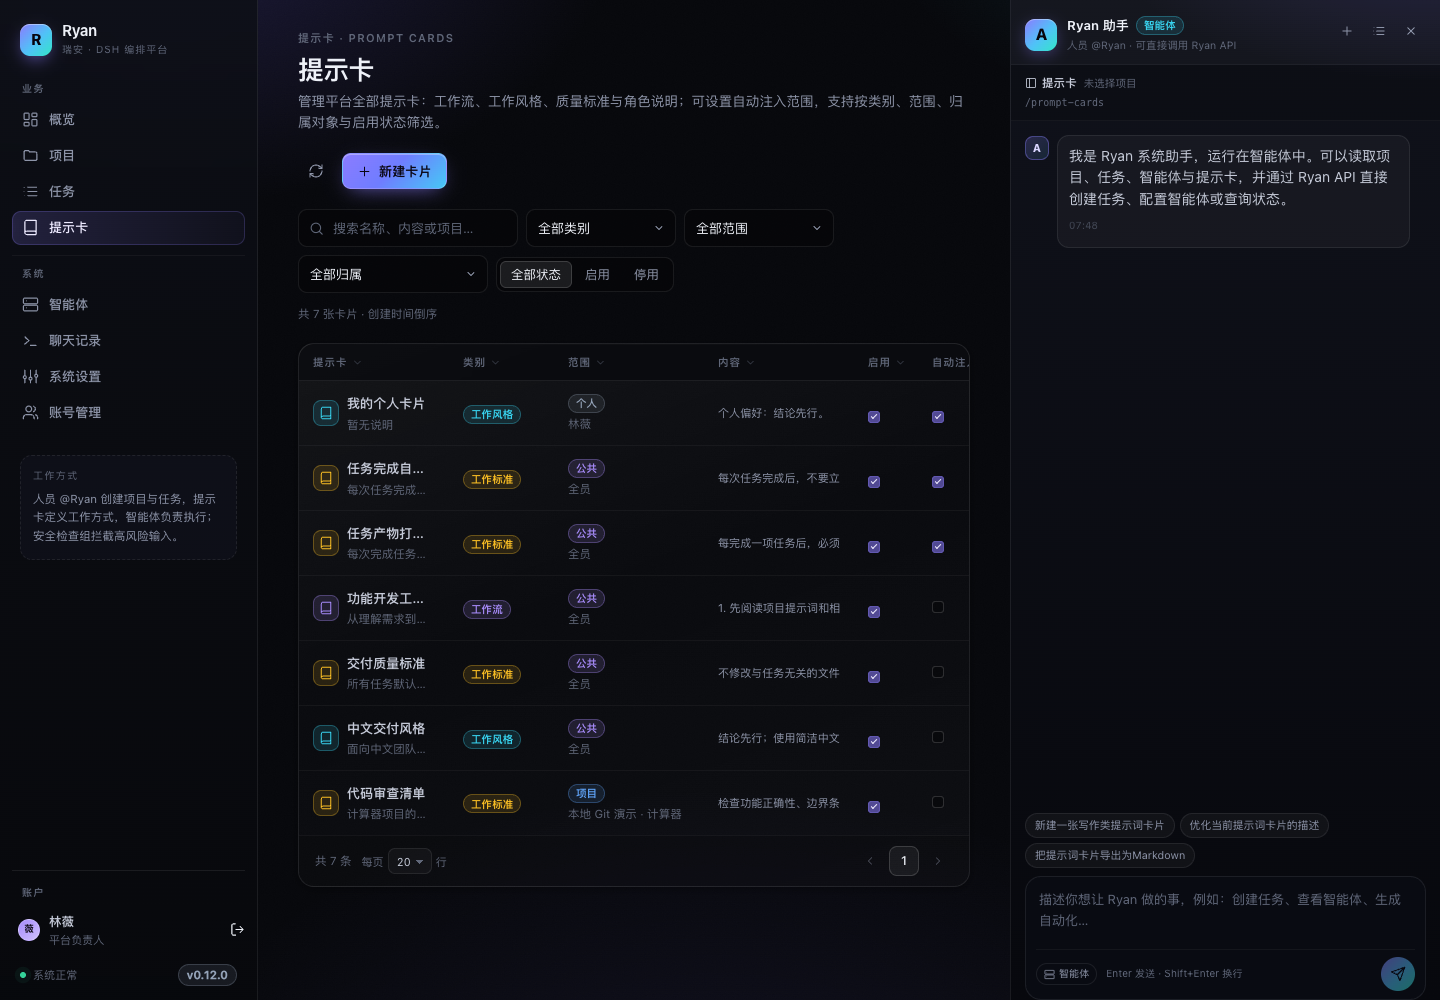 R
Ryan
瑞安 · DSH 编排平台
业务
概览
项目
任务
提示卡
系统
智能体
聊天记录
系统设置
账号管理
工作方式
人员 @Ryan 创建项目与任务，提示
卡定义工作方式，智能体负责执行；
安全检查组拦截高风险输入。
账户
薇
林薇
平台负责人
系统正常
v0.12.0
提示卡 · PROMPT CARDS
提示卡
管理平台全部提示卡：工作流、工作风格、质量标准与角色说明；可设置自动注入范围，支持按类别、范围、归
属对象与启用状态筛选。
新建卡片
搜索名称、内容或项目...
全部类别
全部范围
全部归属
全部状态
启用
停用
共 7 张卡片 · 创建时间倒序
提示卡 类别 范围 内容 启用 自动注
我的个人卡片
暂无说明
工作风格
个人
林薇
个人偏好：结论先行。
任务完成自...
每次任务完成...
工作标准
公共
全员
每次任务完成后，不要立
任务产物打...
每次完成任务...
工作标准
公共
全员
每完成一项任务后，必须
功能开发工...
从理解需求到...
工作流
公共
全员
1. 先阅读项目提示词和相
交付质量标准
所有任务默认...
工作标准
公共
全员
不修改与任务无关的文件
中文交付风格
面向中文团队...
工作风格
公共
全员
结论先行；使用简洁中文
代码审查清单
计算器项目的...
工作标准
项目
本地 Git 演示 · 计算器
检查功能正确性、边界条
共 7 条 每页 20 行
1
A
Ryan 助手 智能体
人员 @Ryan · 可直接调用 Ryan API
提示卡 未选择项目
/prompt-cards
A
我是 Ryan 系统助手，运行在智能体中。可以读取项
目、任务、智能体与提示卡，并通过 Ryan API 直接
创建任务、配置智能体或查询状态。
07:48
新建一张写作类提示词卡片
优化当前提示词卡片的描述
把提示词卡片导出为Markdown
描述你想让 Ryan 做的事，例如：创建任务、查看智能体、生成
自动化...
智能体
Enter 发送 · Shift+Enter 换行